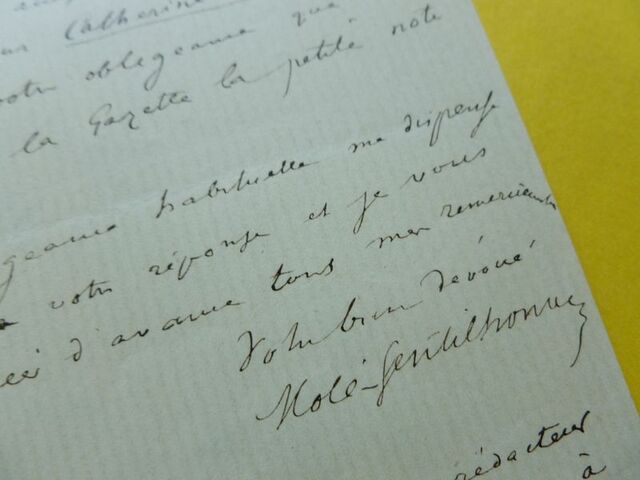 Catherine
votre obligeance que
la Gazette la petite note
geance habituelle me dispense
votre réponse et je vous
d'avance tous mes remerciements
Votre bien dévoué
Molé-Gentilhomme
rédacteur
à